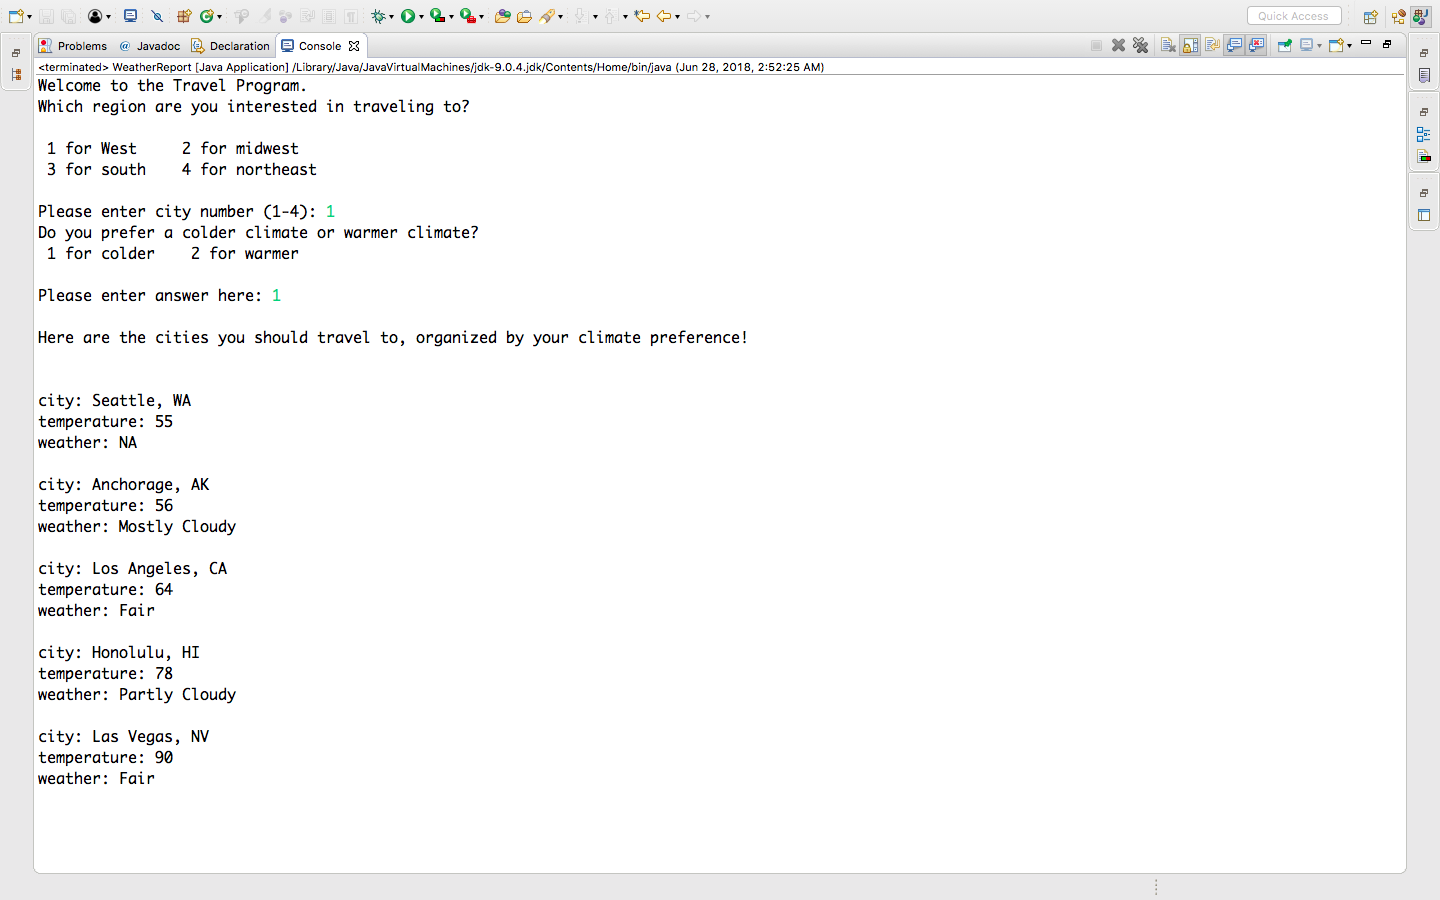 Quick Access
Problems @ Javadoc Declaration Console
<terminated> WeatherReport [Java Application] /Library/Java/JavaVirtualMachines/jdk-9.0.4.jdk/Contents/Home/bin/java (Jun 28, 2018, 2:52:25 AM)
Welcome to the Travel Program.
Which region are you interested in traveling to?
1 for West 2 for midwest
3 for south 4 for northeast
Please enter city number (1-4): 1
Do you prefer a colder climate or warmer climate?
1 for colder 2 for warmer
Please enter answer here: 1
Here are the cities you should travel to, organized by your climate preference!
city: Seattle, WA
temperature: 55
weather: NA
city: Anchorage, AK
temperature: 56
weather: Mostly Cloudy
city: Los Angeles, CA
temperature: 64
weather: Fair
city: Honolulu, HI
temperature: 78
weather: Partly Cloudy
city: Las Vegas, NV
temperature: 90
weather: Fair